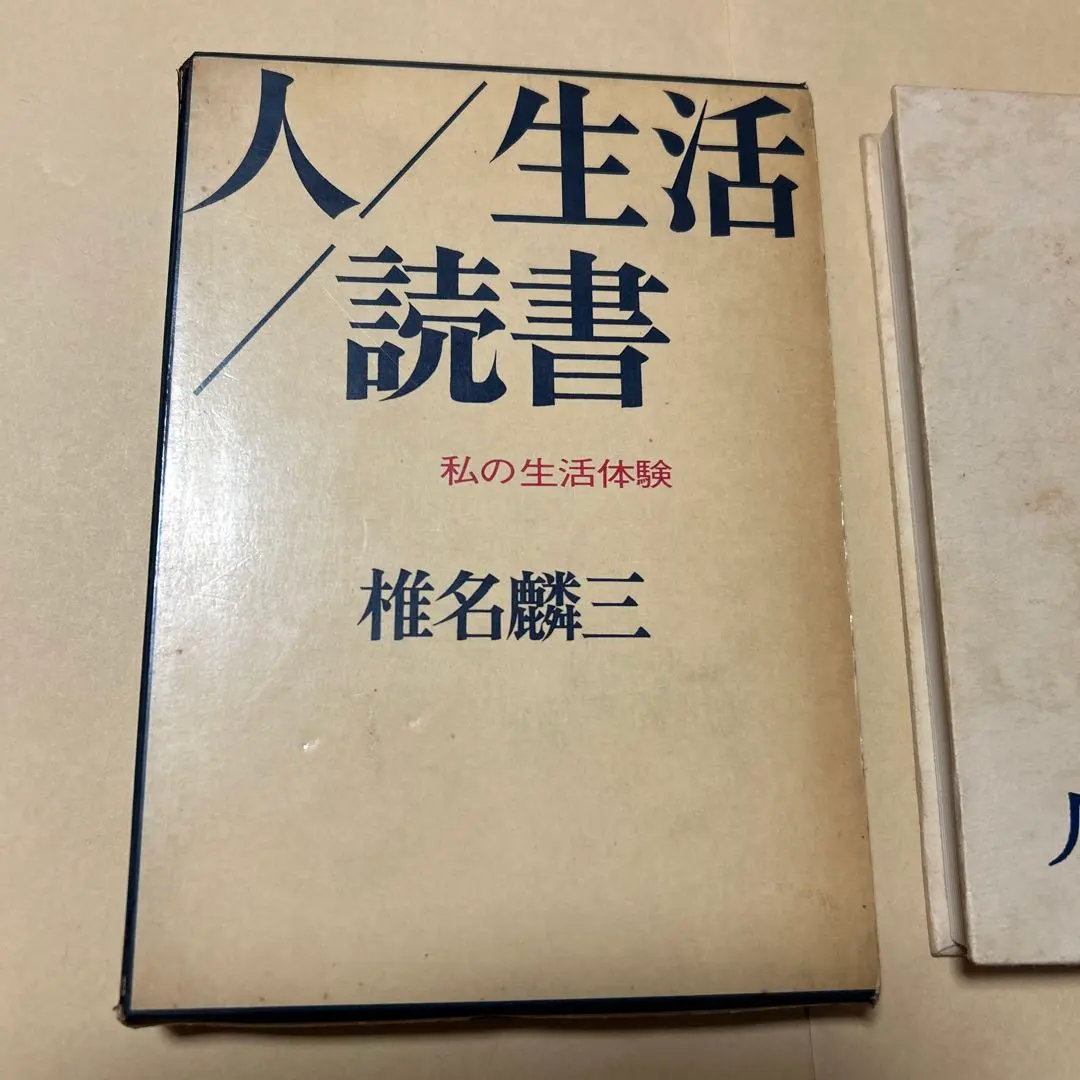 人/生活
/読書
私の生活体験
椎名麟三